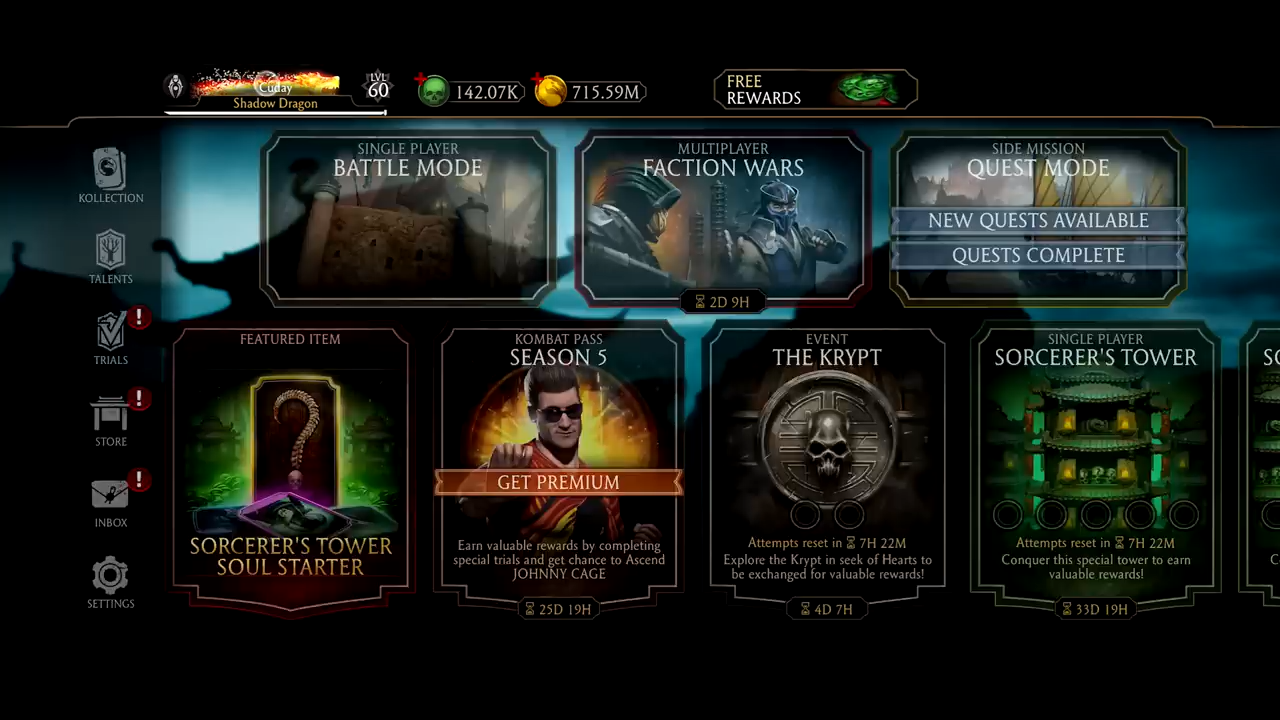 Cuday
Shadow Dragon
LVL
60
142.07K
715.59M
FREE
REWARDS
KOLLECTION
TALENTS
TRIALS
STORE
INBOX
SETTINGS
SINGLE PLAYER
BATTLE MODE
MULTIPLAYER
FACTION WARS
2D 9H
SIDE MISSION
QUEST MODE
NEW QUESTS AVAILABLE
QUESTS COMPLETE
FEATURED ITEM
SORCERER'S TOWER
SOUL STARTER
KOMBAT PASS
SEASON 5
GET PREMIUM
Earn valuable rewards by completing
special trials and get chance to Ascend
JOHNNY CAGE
25D 19H
EVENT
THE KRYPT
Attempts reset in 7H 22M
Explore the Krypt in seek of Hearts to
be exchanged for valuable rewards!
4D 7H
SINGLE PLAYER
SORCERER'S TOWER
Attempts reset in 7H 22M
Conquer this special tower to earn
valuable rewards!
33D 19H